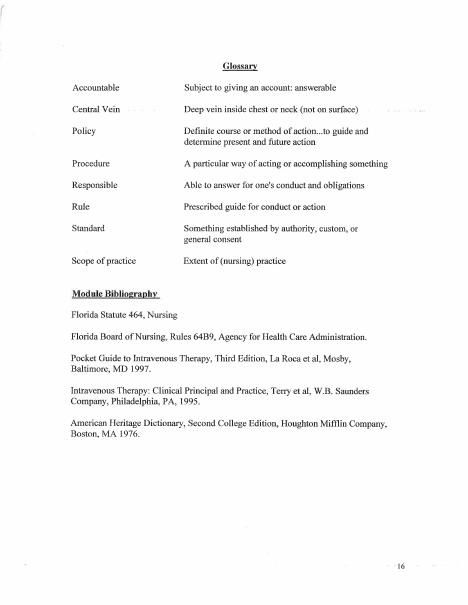 Glossary
Accountable Subject to giving an account: answerable
Central Vein Deep vein inside chest or neck (not on surface)
Policy Definite course or method of action...to guide and
determine present and future action
Procedure A particular way of acting or accomplishing something
Responsible Able to answer for one's conduct and obligations
Rule Prescribed guide for conduct or action
Standard Something established by authority, custom, or
general consent
Scope of practice Extent of (nursing) practice
Module Bibliography
Florida Statute 464, Nursing
Florida Board of Nursing, Rules 64B9, Agency for Health Care Administration.
Pocket Guide to Intravenous Therapy, Third Edition, La Roca et al, Mosby,
Baltimore, MD 1997.
Intravenous Therapy: Clinical Principal and Practice, Terry et al, W.B. Saunders
Company, Philadelphia, PA, 1995.
American Heritage Dictionary, Second College Edition, Houghton Mifflin Company,
Boston, MA 1976.
16